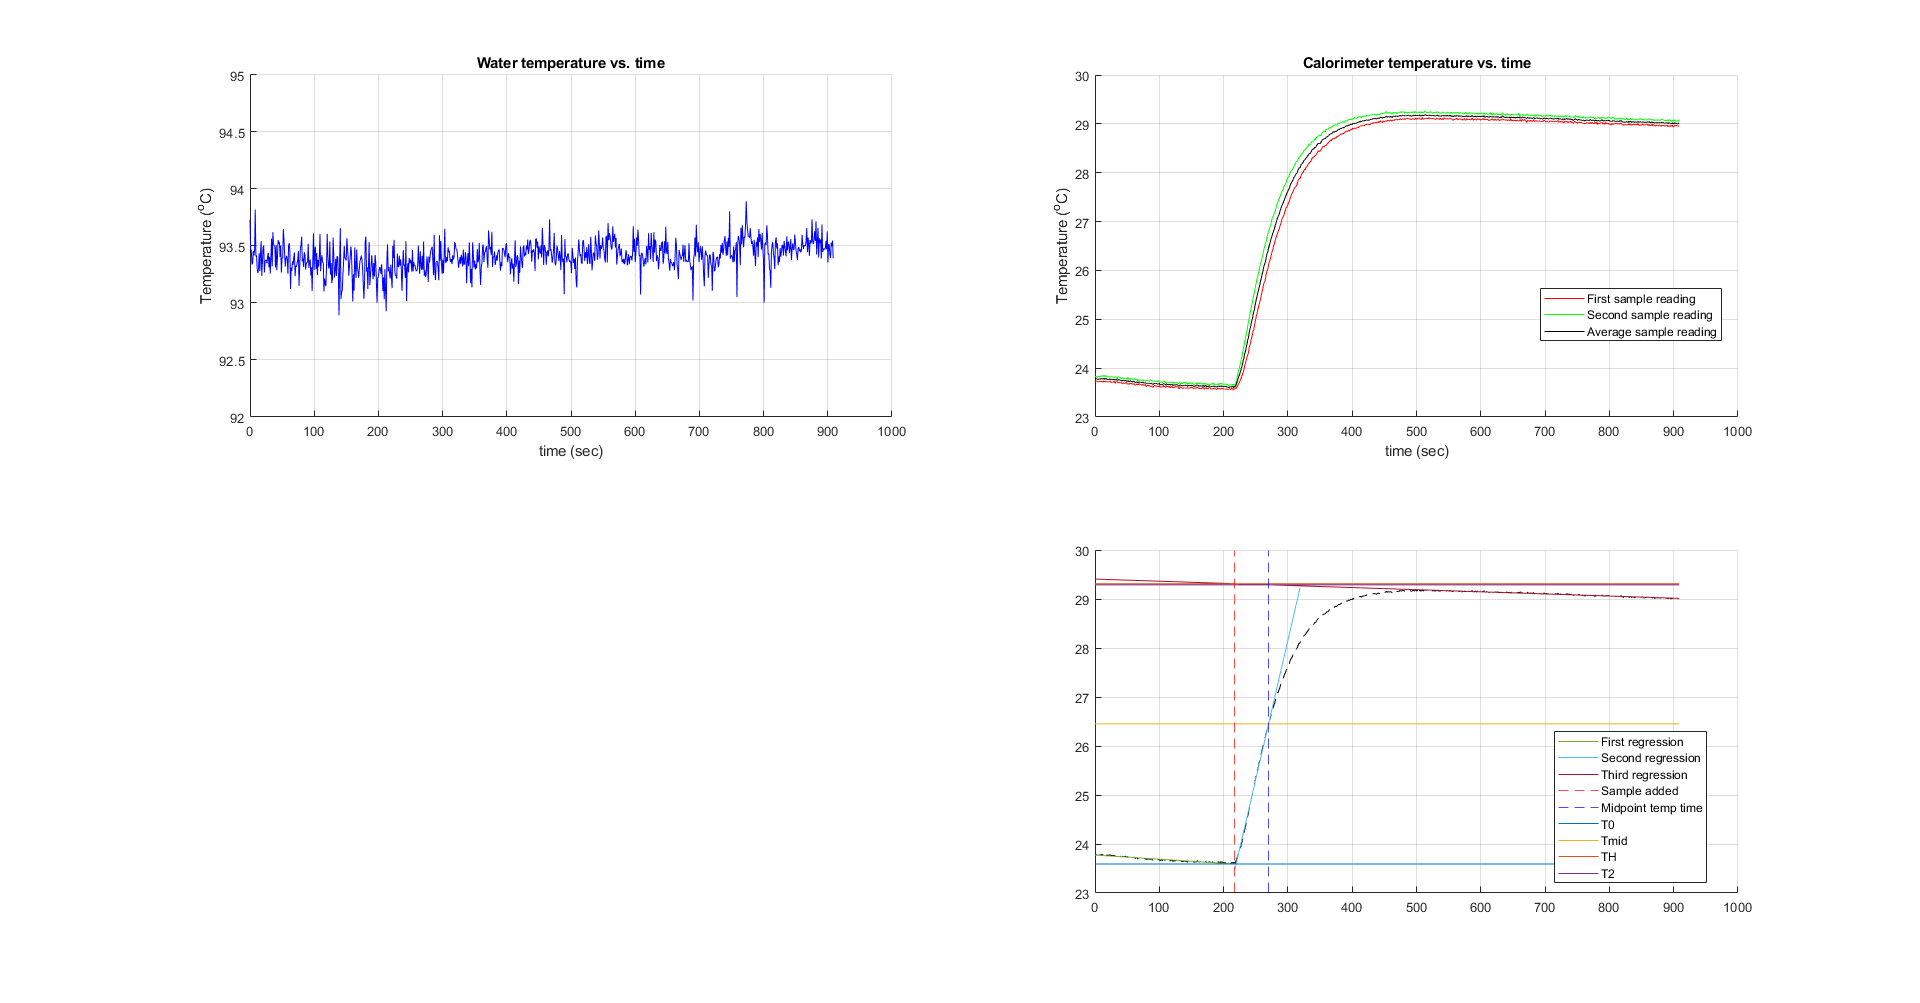 Water temperature vs. time
95
94.5
94
93.5
93
92.5
92
Temperature (°C)
0 100 200 300 400 500 600 700 800 900 1000
time (sec)
Calorimeter temperature vs. time
30
29
28
27
26
25
24
23
Temperature (°C)
First sample reading
Second sample reading
Average sample reading
0 100 200 300 400 500 600 700 800 900 1000
time (sec)
30
29
28
27
26
25
24
23
First regression
Second regression
Third regression
Sample added
Midpoint temp time
T0
Tmid
TH
T2
0 100 200 300 400 500 600 700 800 900 1000